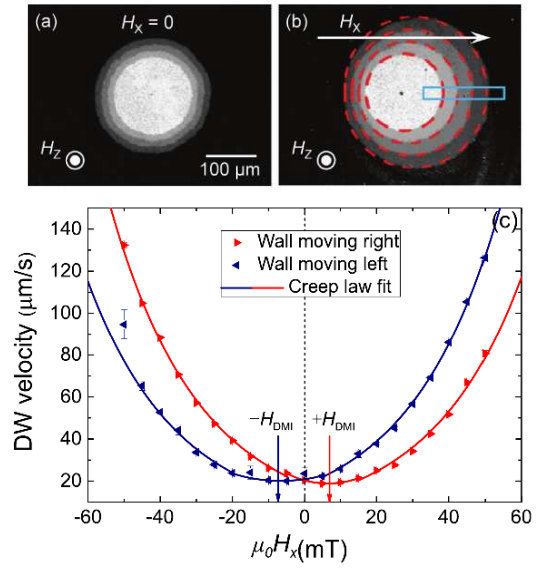 (a)
H_X = 0
H_Z
100 μm
(b)
H_X
H_Z
(c)
140
120
100
80
60
40
20
DW velocity (μm/s)
Wall moving right
Wall moving left
Creep law fit
−H_DMI
+H_DMI
-60 -40 -20 0 20 40 60
μ₀Hₓ(mT)